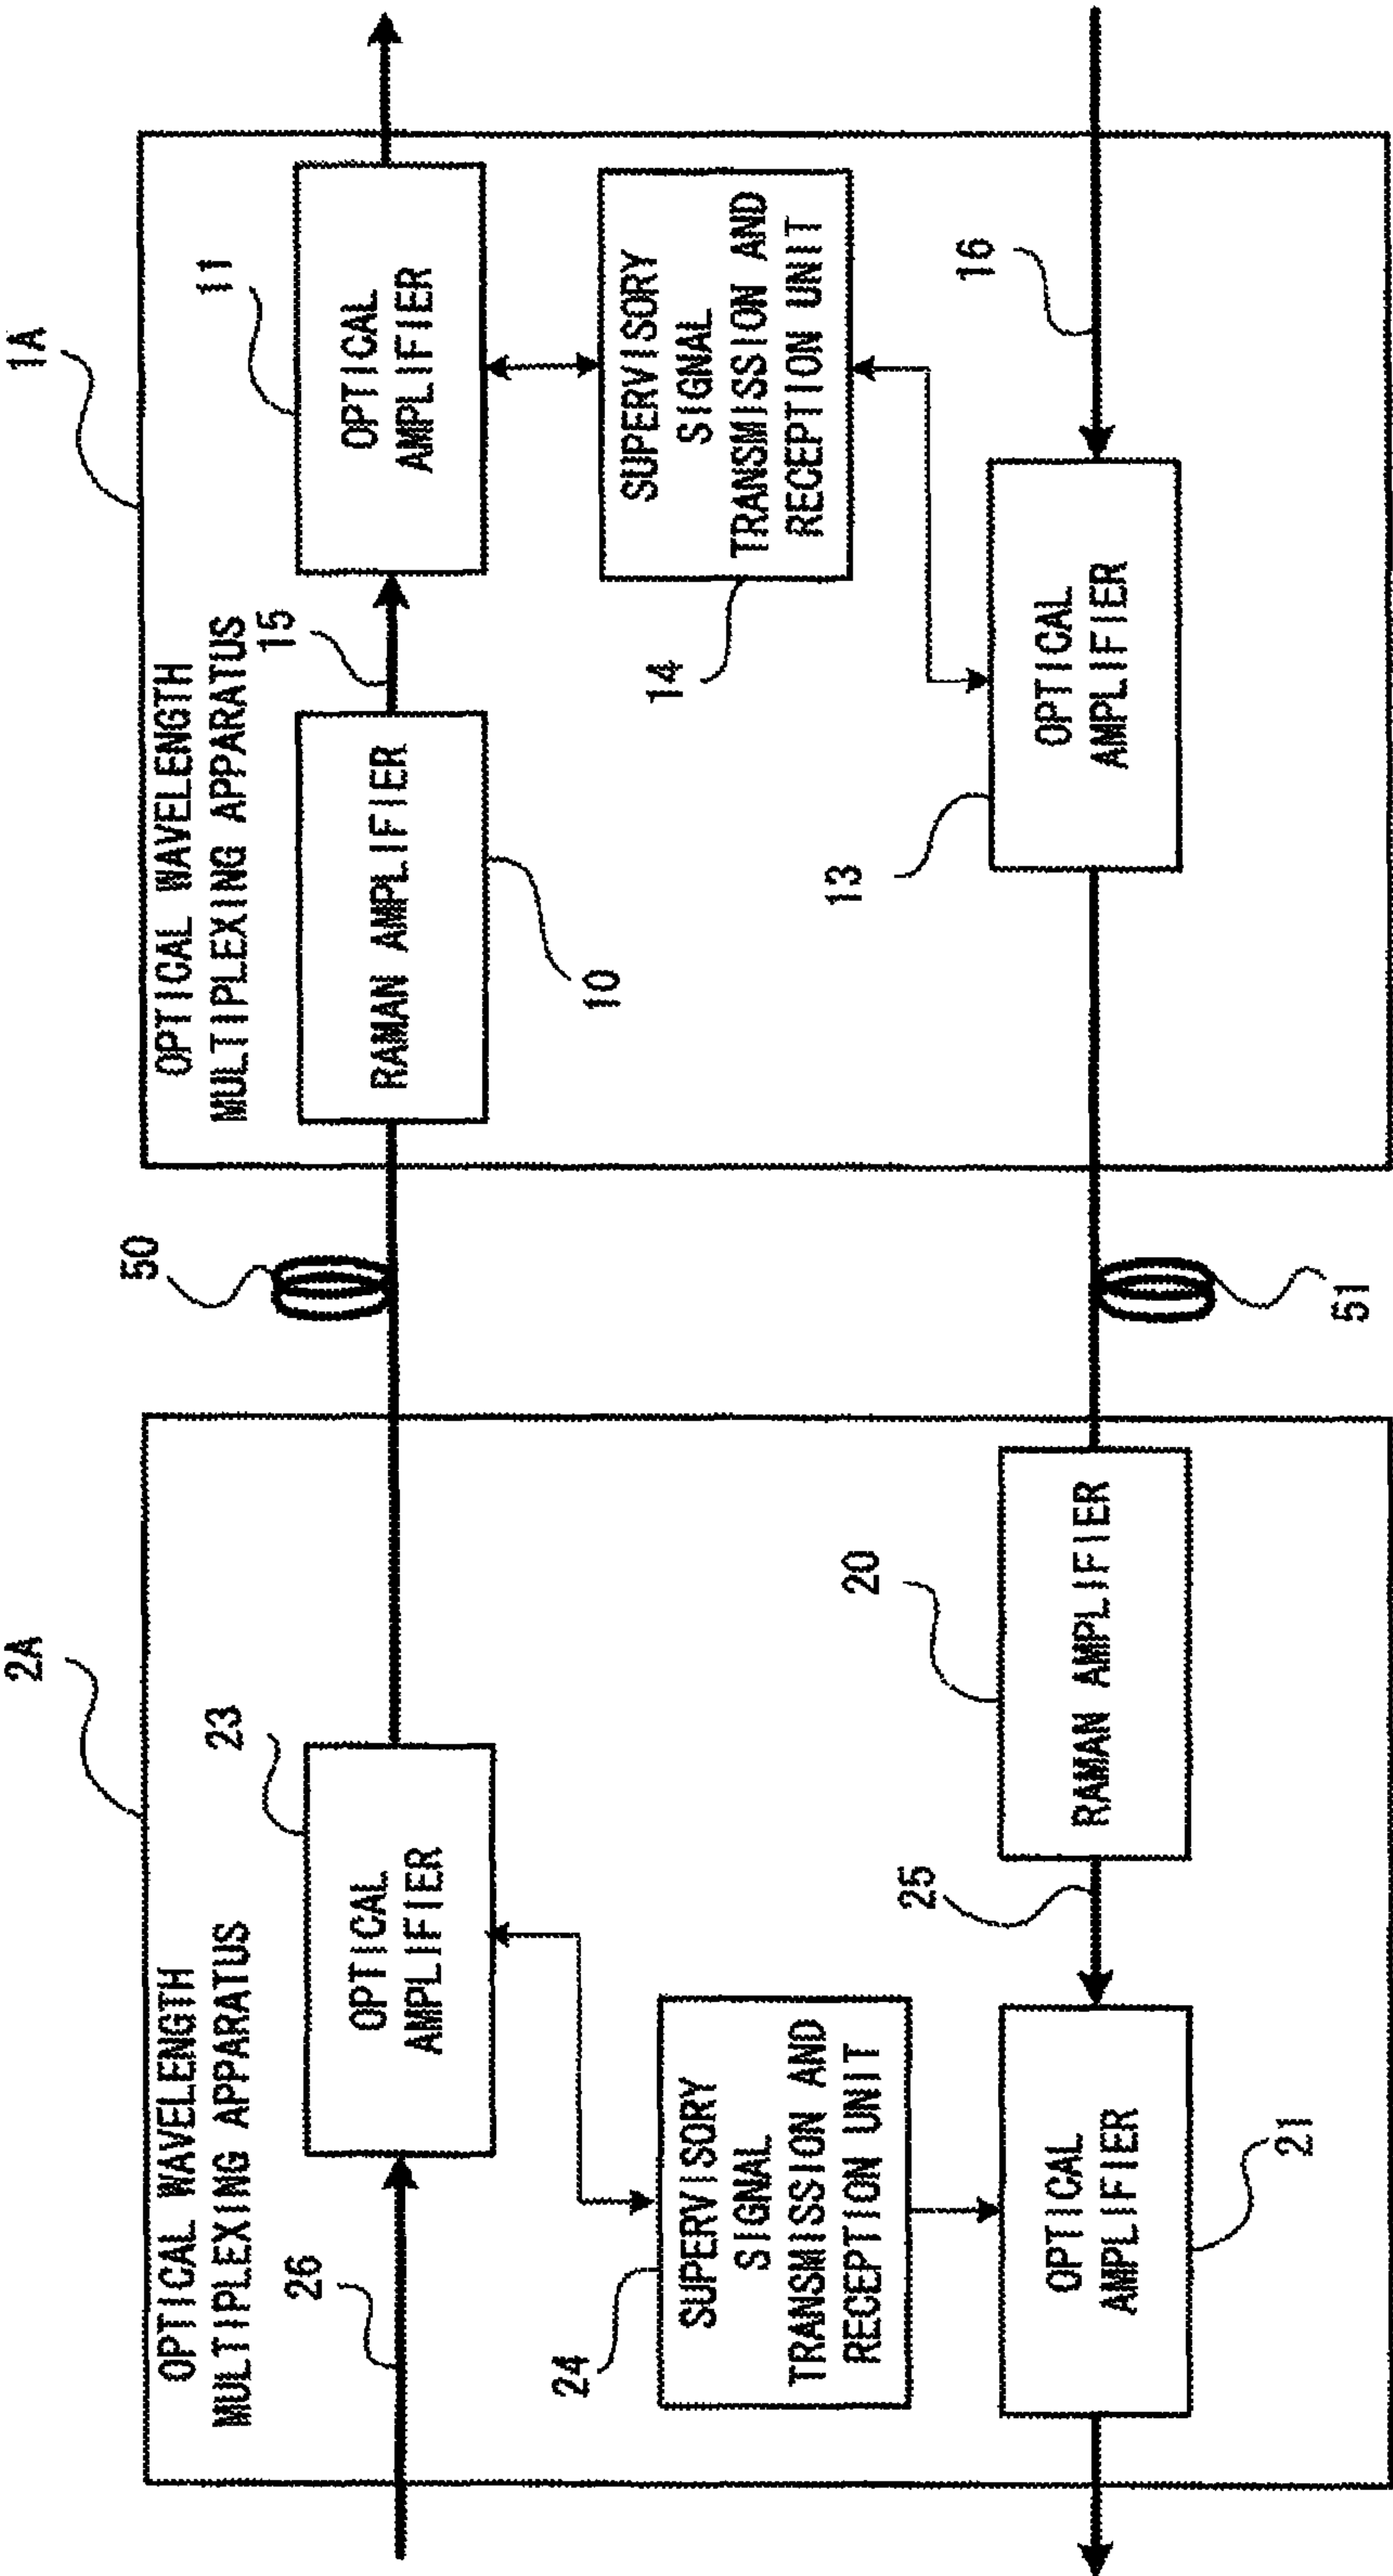 2A
OPTICAL WAVELENGTH
MULTIPLEXING APPARATUS
26
23
OPTICAL
AMPLIFIER
24
SUPERVISORY
SIGNAL
TRANSMISSION AND
RECEPTION UNIT
25
20
RAMAN AMPLIFIER
OPTICAL
AMPLIFIER
21
50
51
1A
OPTICAL WAVELENGTH
MULTIPLEXING APPARATUS
15
11
RAMAN AMPLIFIER
10
OPTICAL
AMPLIFIER
14
SUPERVISORY
SIGNAL
TRANSMISSION AND
RECEPTION UNIT
13
16
OPTICAL
AMPLIFIER